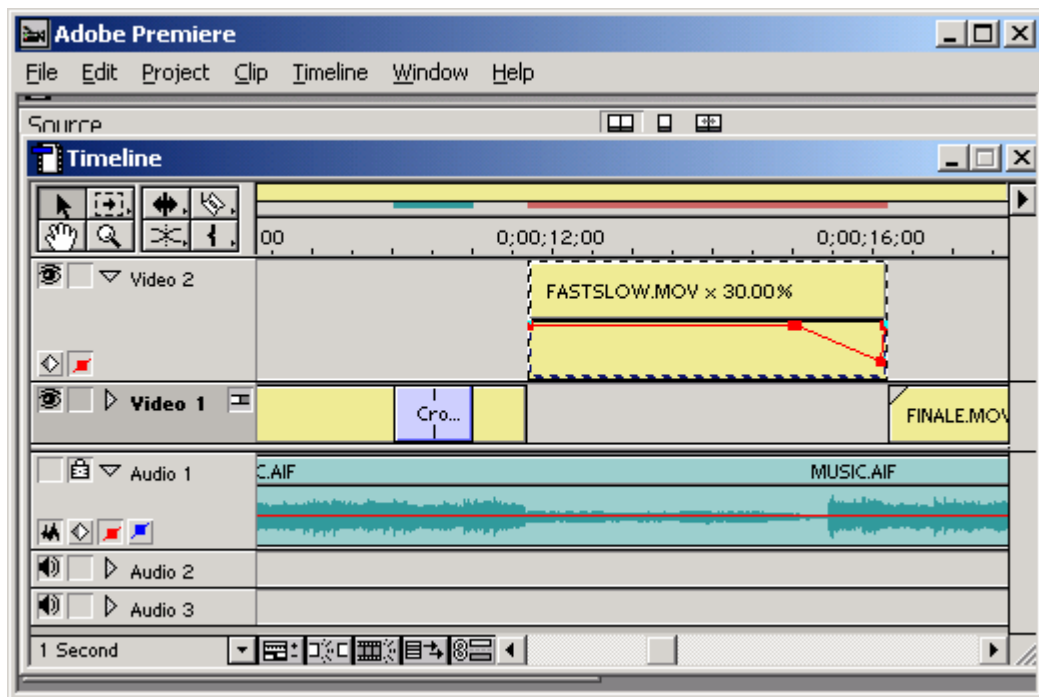 Adobe Premiere
File Edit Project Clip Timeline Window Help
Source
Timeline
00 0;00;12;00 0;00;16;00
Video 2
FASTSLOW.MOV x 30.00%
Video 1
Cro...
FINALE.MOV
Audio 1
C.AIF MUSIC.AIF
Audio 2
Audio 3
1 Second